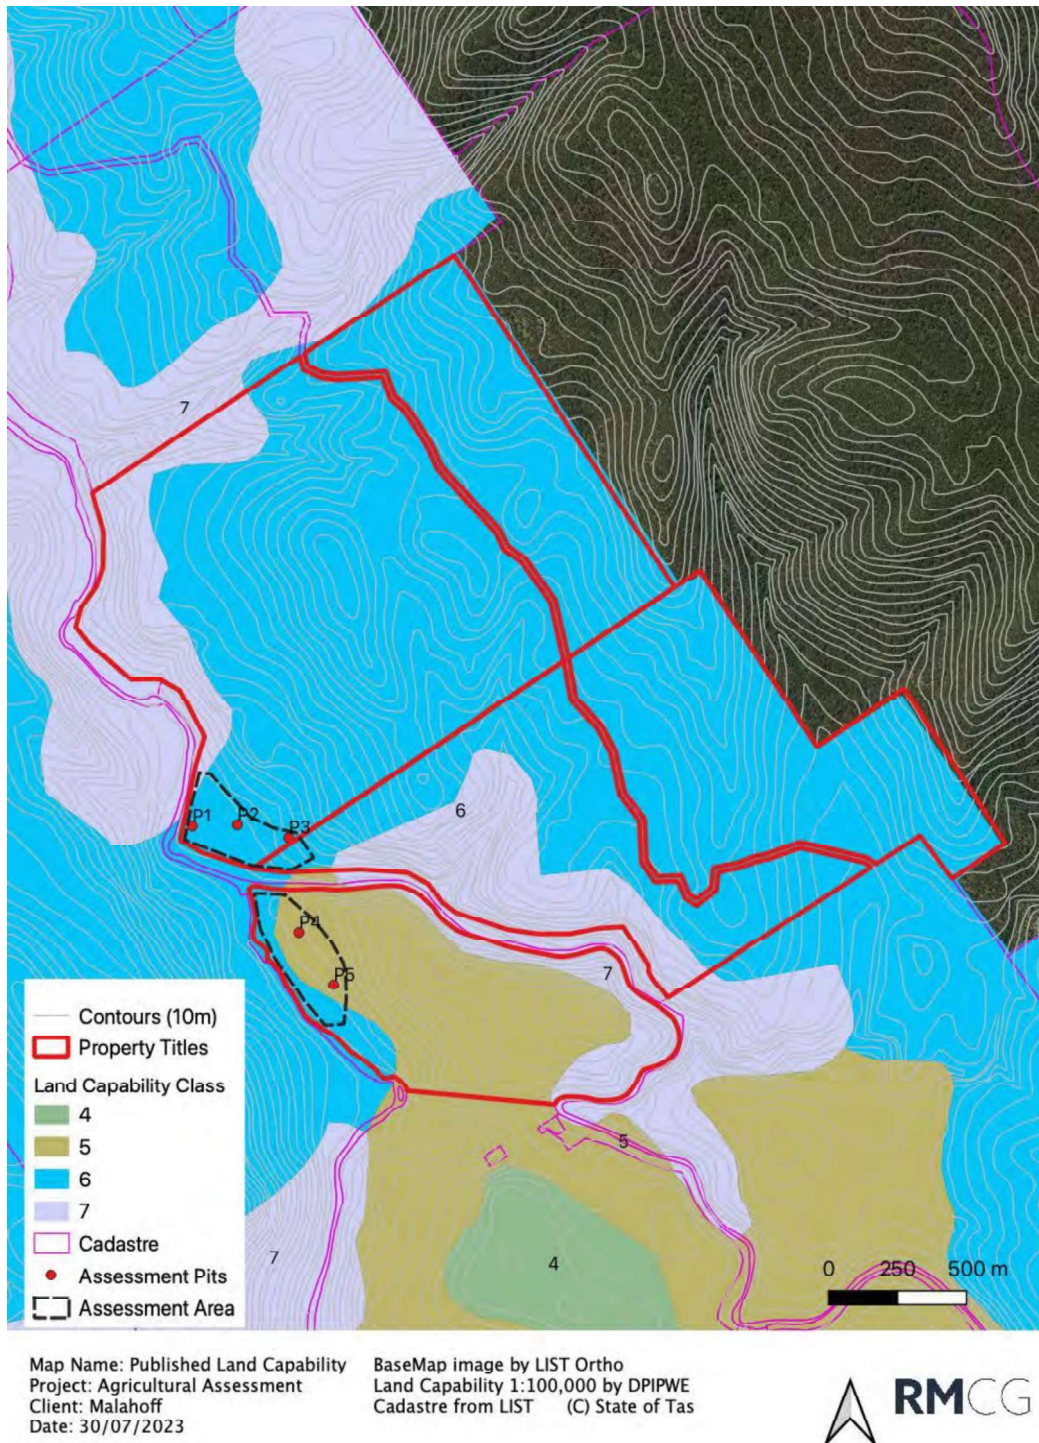 7
P1 P2 P3
6
P4
P5
7
5
4
7
Contours (10m)
Property Titles
Land Capability Class
4
5
6
7
Cadastre
Assessment Pits
Assessment Area
0 250 500 m
Map Name: Published Land Capability
Project: Agricultural Assessment
Client: Malahoff
Date: 30/07/2023
BaseMap image by LIST Ortho
Land Capability 1:100,000 by DPIPWE
Cadastre from LIST (C) State of Tas
RMCG